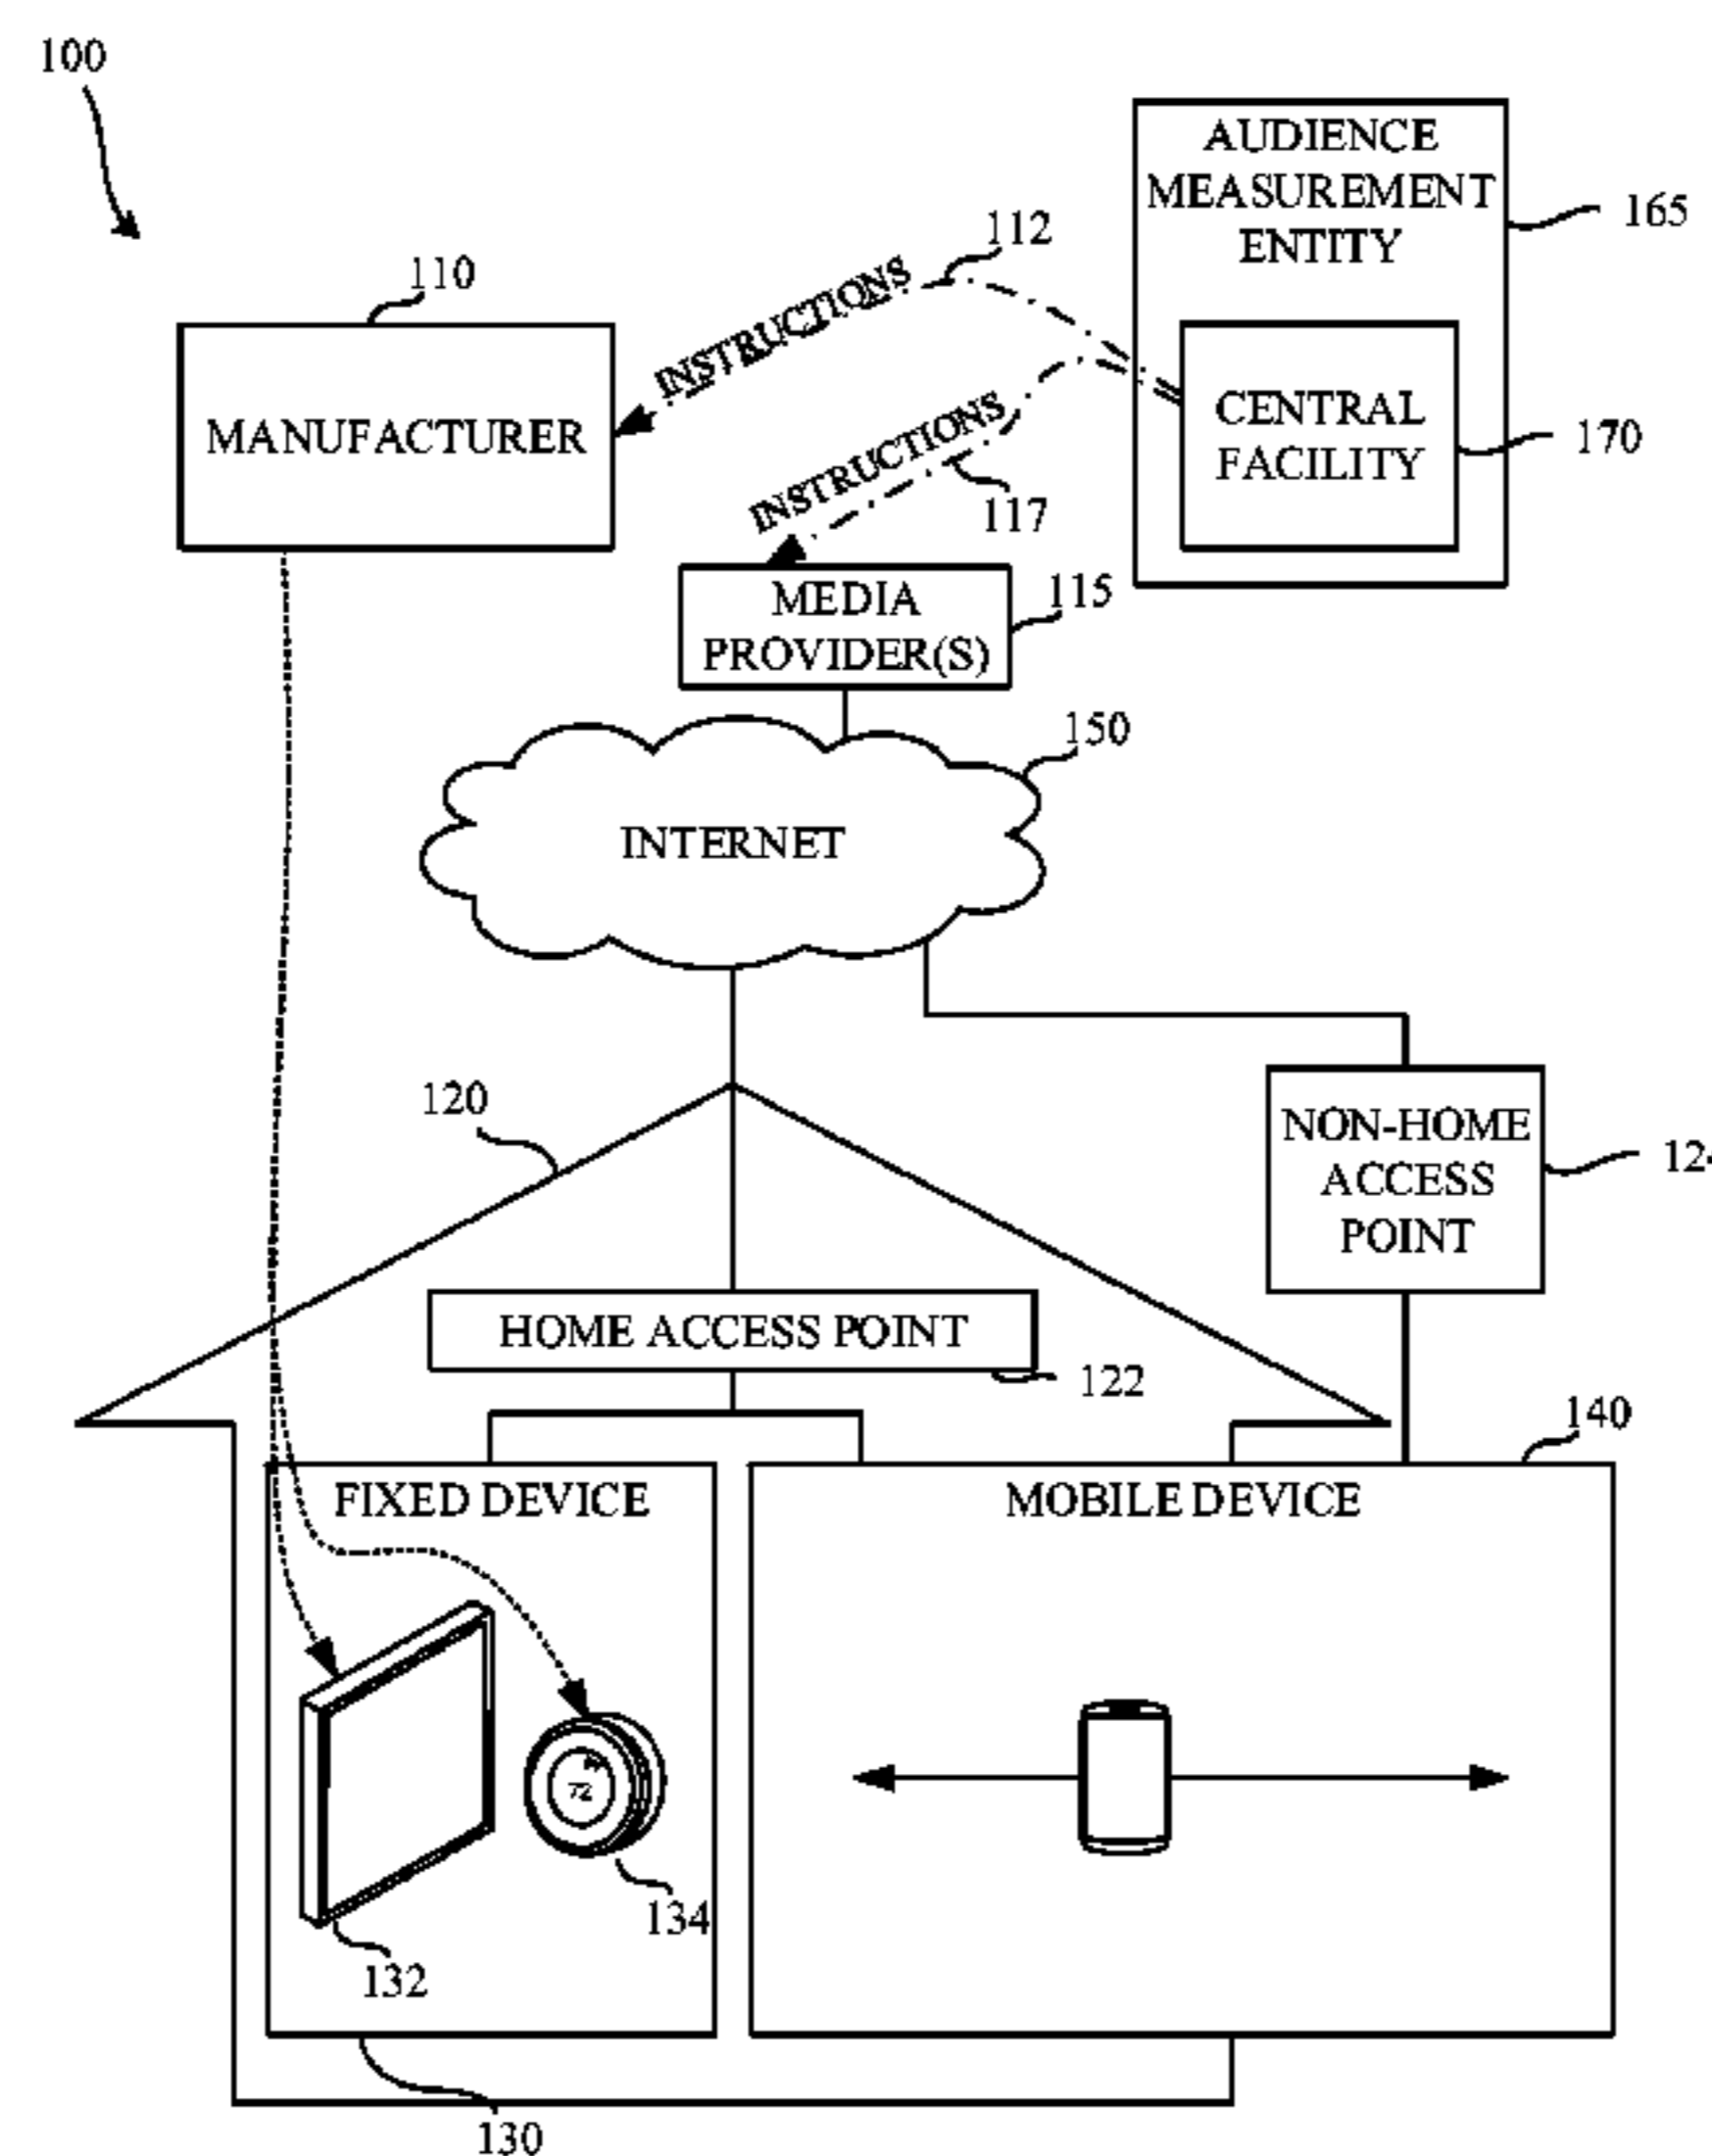 100
AUDIENCE
MEASUREMENT
ENTITY
165
112
INSTRUCTIONS
110
MANUFACTURER
CENTRAL
FACILITY
170
INSTRUCTIONS
117
MEDIA
PROVIDER(S)
115
150
INTERNET
120
NON-HOME
ACCESS
POINT
HOME ACCESS POINT
122
140
FIXED DEVICE
MOBILE DEVICE
72
134
132
130